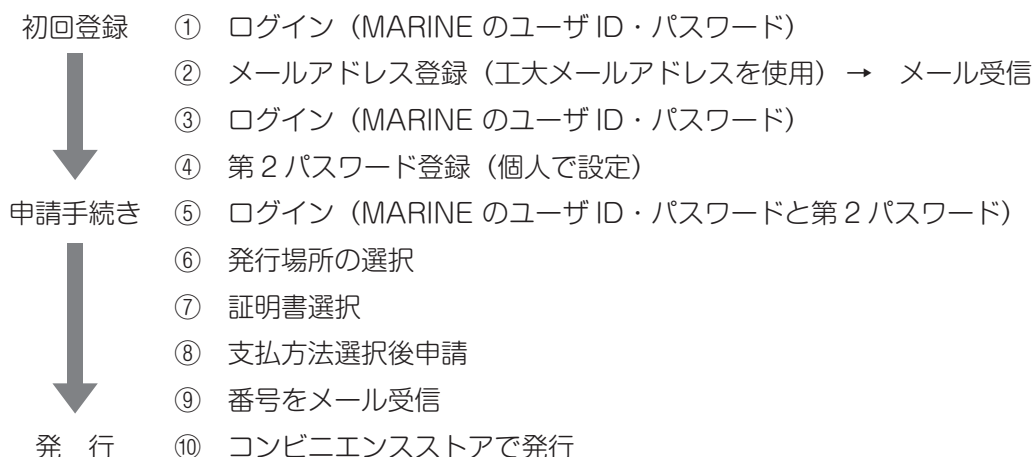 初回登録 ① ログイン（MARINE のユーザ ID・パスワード）
② メールアドレス登録（工大メールアドレスを使用）→ メール受信
③ ログイン（MARINE のユーザ ID・パスワード）
④ 第２パスワード登録（個人で設定）
申請手続き ⑤ ログイン（MARINE のユーザ ID・パスワードと第２パスワード）
⑥ 発行場所の選択
⑦ 証明書選択
⑧ 支払方法選択後申請
⑨ 番号をメール受信
発　行 ⑩ コンビニエンスストアで発行